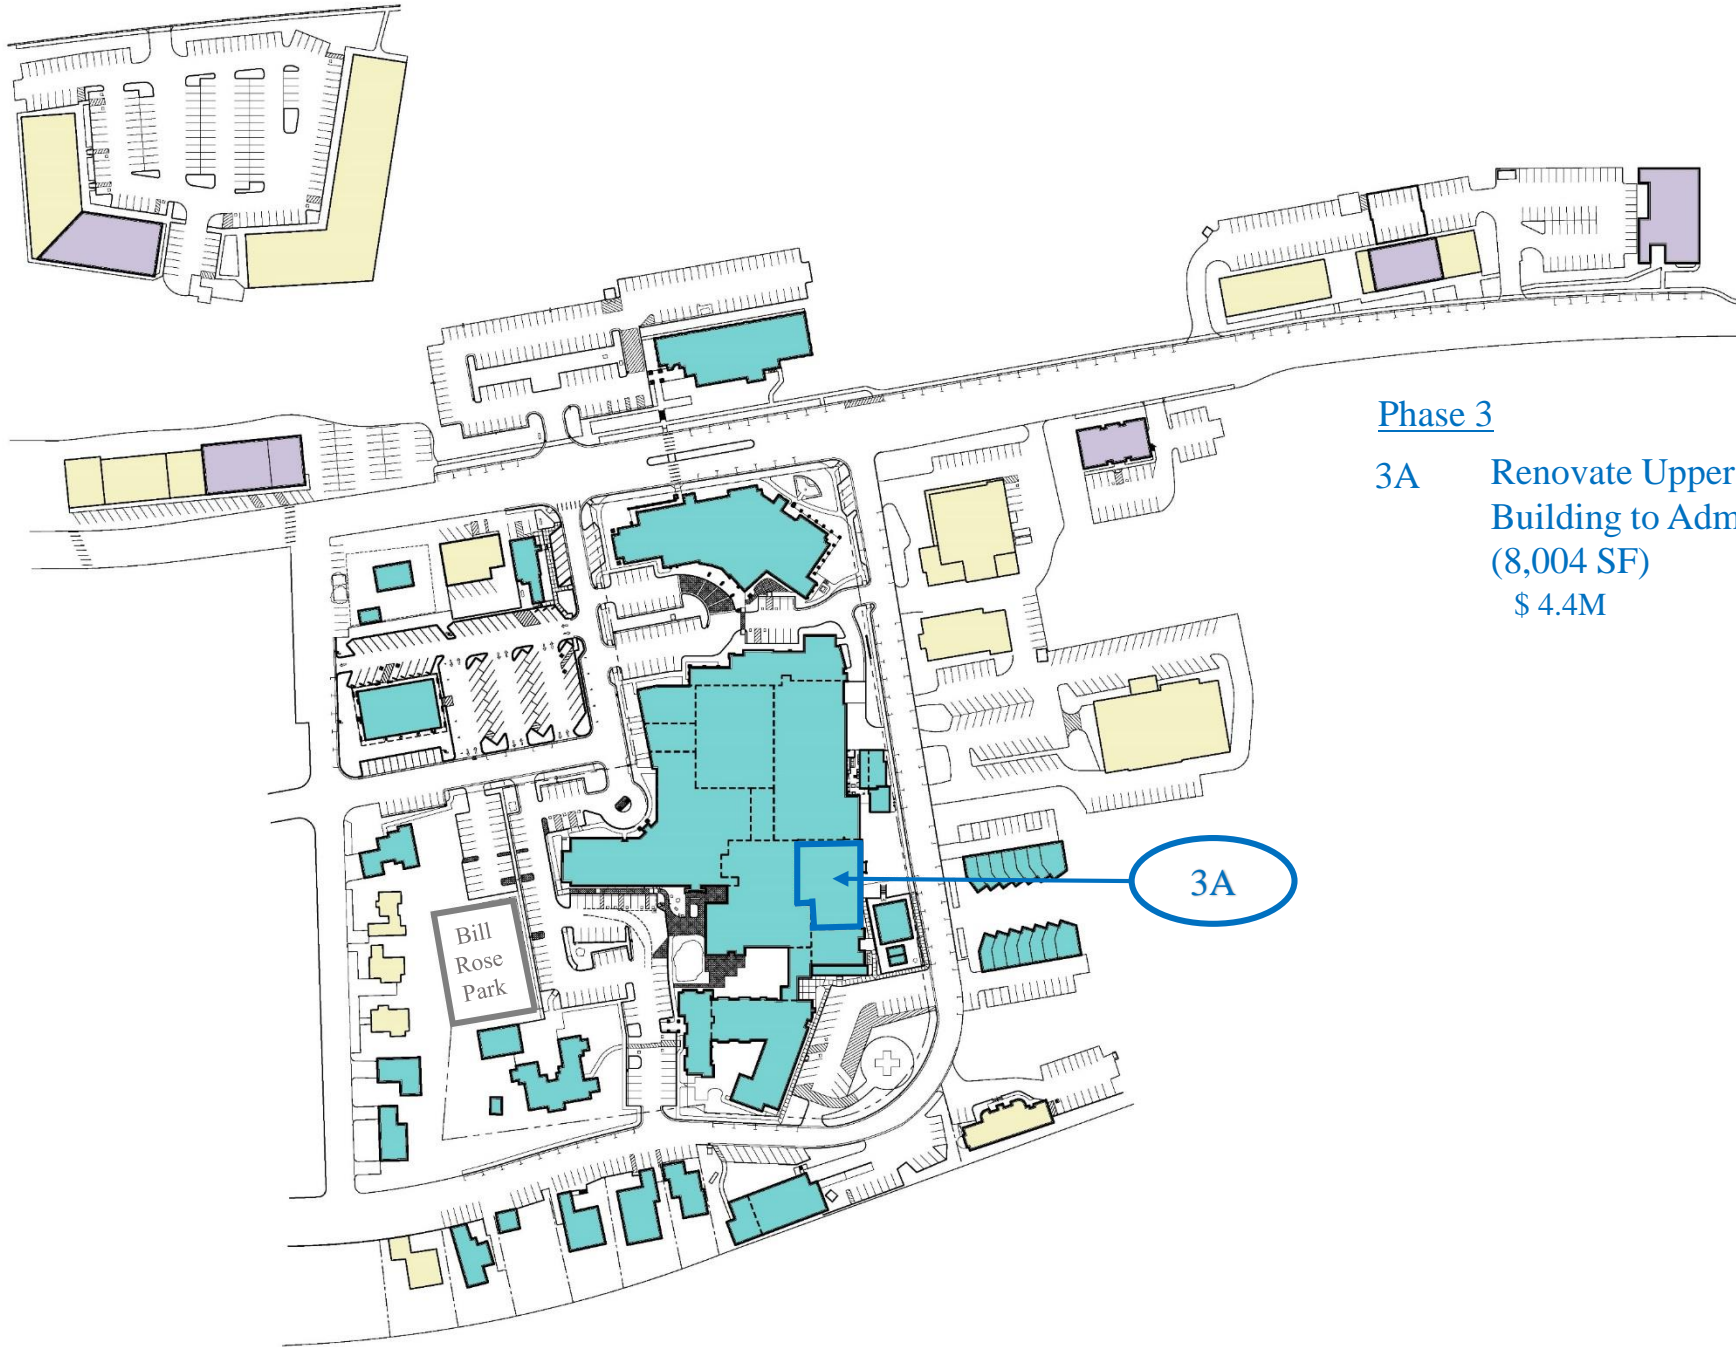 Phase 3
3A Renovate Upper
Building to Adm
(8,004 SF)
$ 4.4M
3A
Bill
Rose
Park